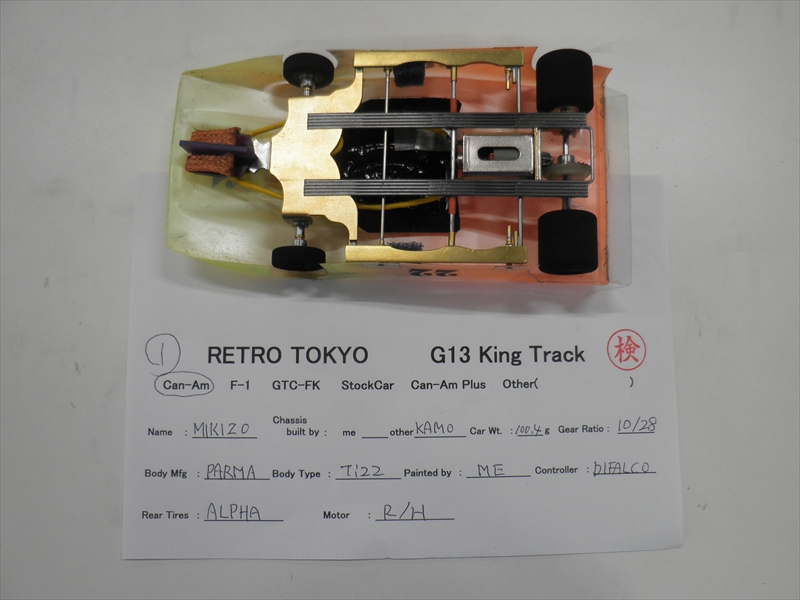 22
1 RETRO TOKYO G13 King Track 検
Can-Am F-1 GTC-FK StockCar Can-Am Plus Other( )
Name : MIKIZO Chassis built by : me ____ other KAMO Car Wt. : 100.4 g Gear Ratio : 10/28
Body Mfg : PARMA Body Type : Ti22 Painted by : ME Controller : DIFALCO
Rear Tires : ALPHA Motor : R/H